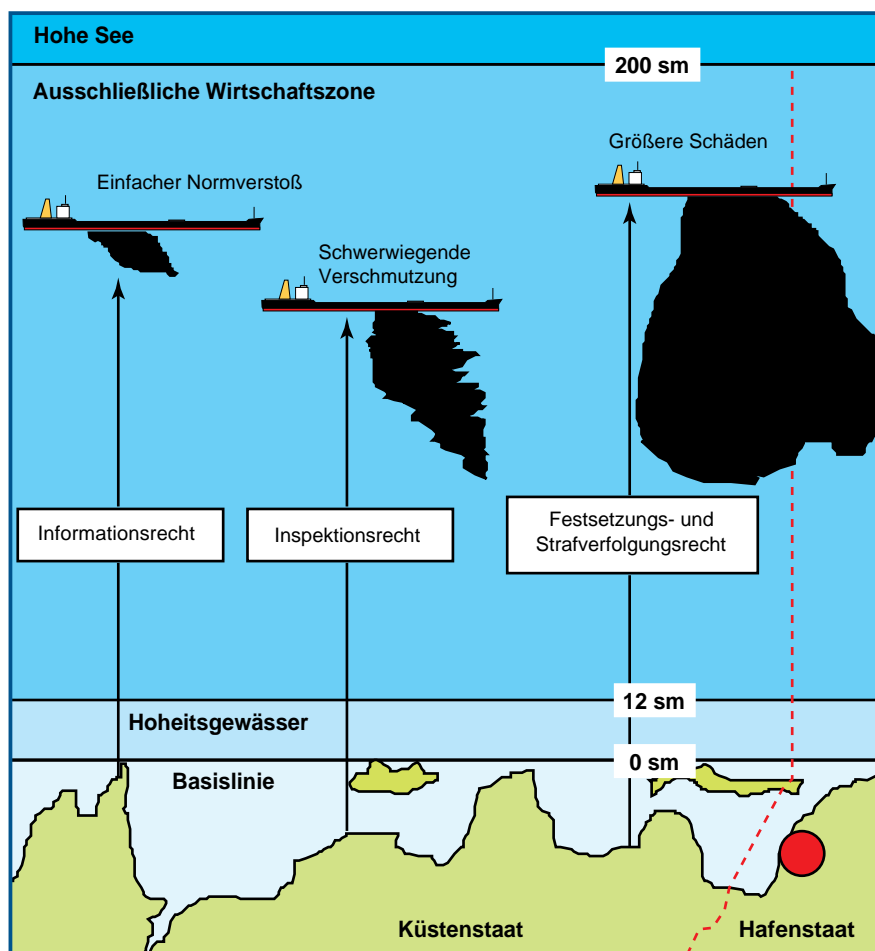 Hohe See
200 sm
Ausschließliche Wirtschaftszone
Größere Schäden
Einfacher Normverstoß
Schwerwiegende
Verschmutzung
Informationsrecht
Inspektionsrecht
Festsetzungs- und
Strafverfolgungsrecht
12 sm
Hoheitsgewässer
0 sm
Basislinie
Küstenstaat
Hafenstaat